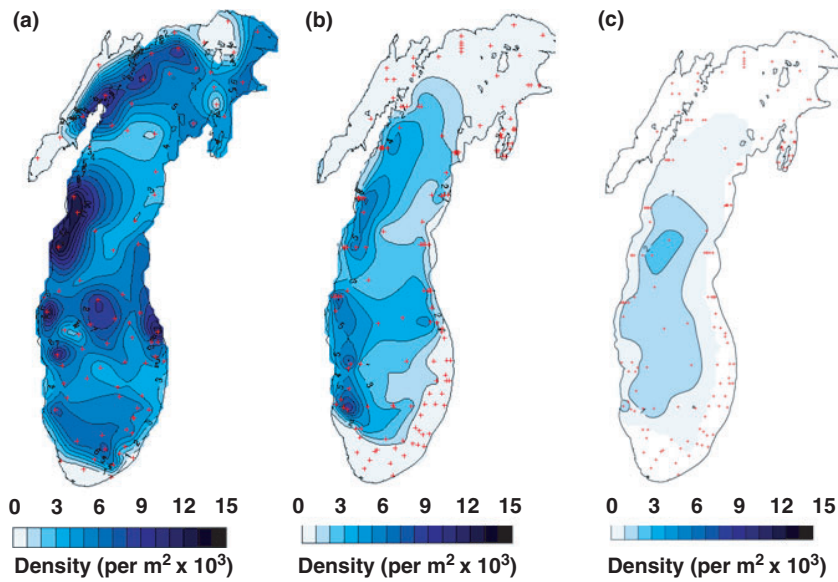 (a)
(b)
(c)
0 3 6 9 12 15
Density (per m² x 10³)
0 3 6 9 12 15
Density (per m² x 10³)
0 3 6 9 12 15
Density (per m² x 10³)